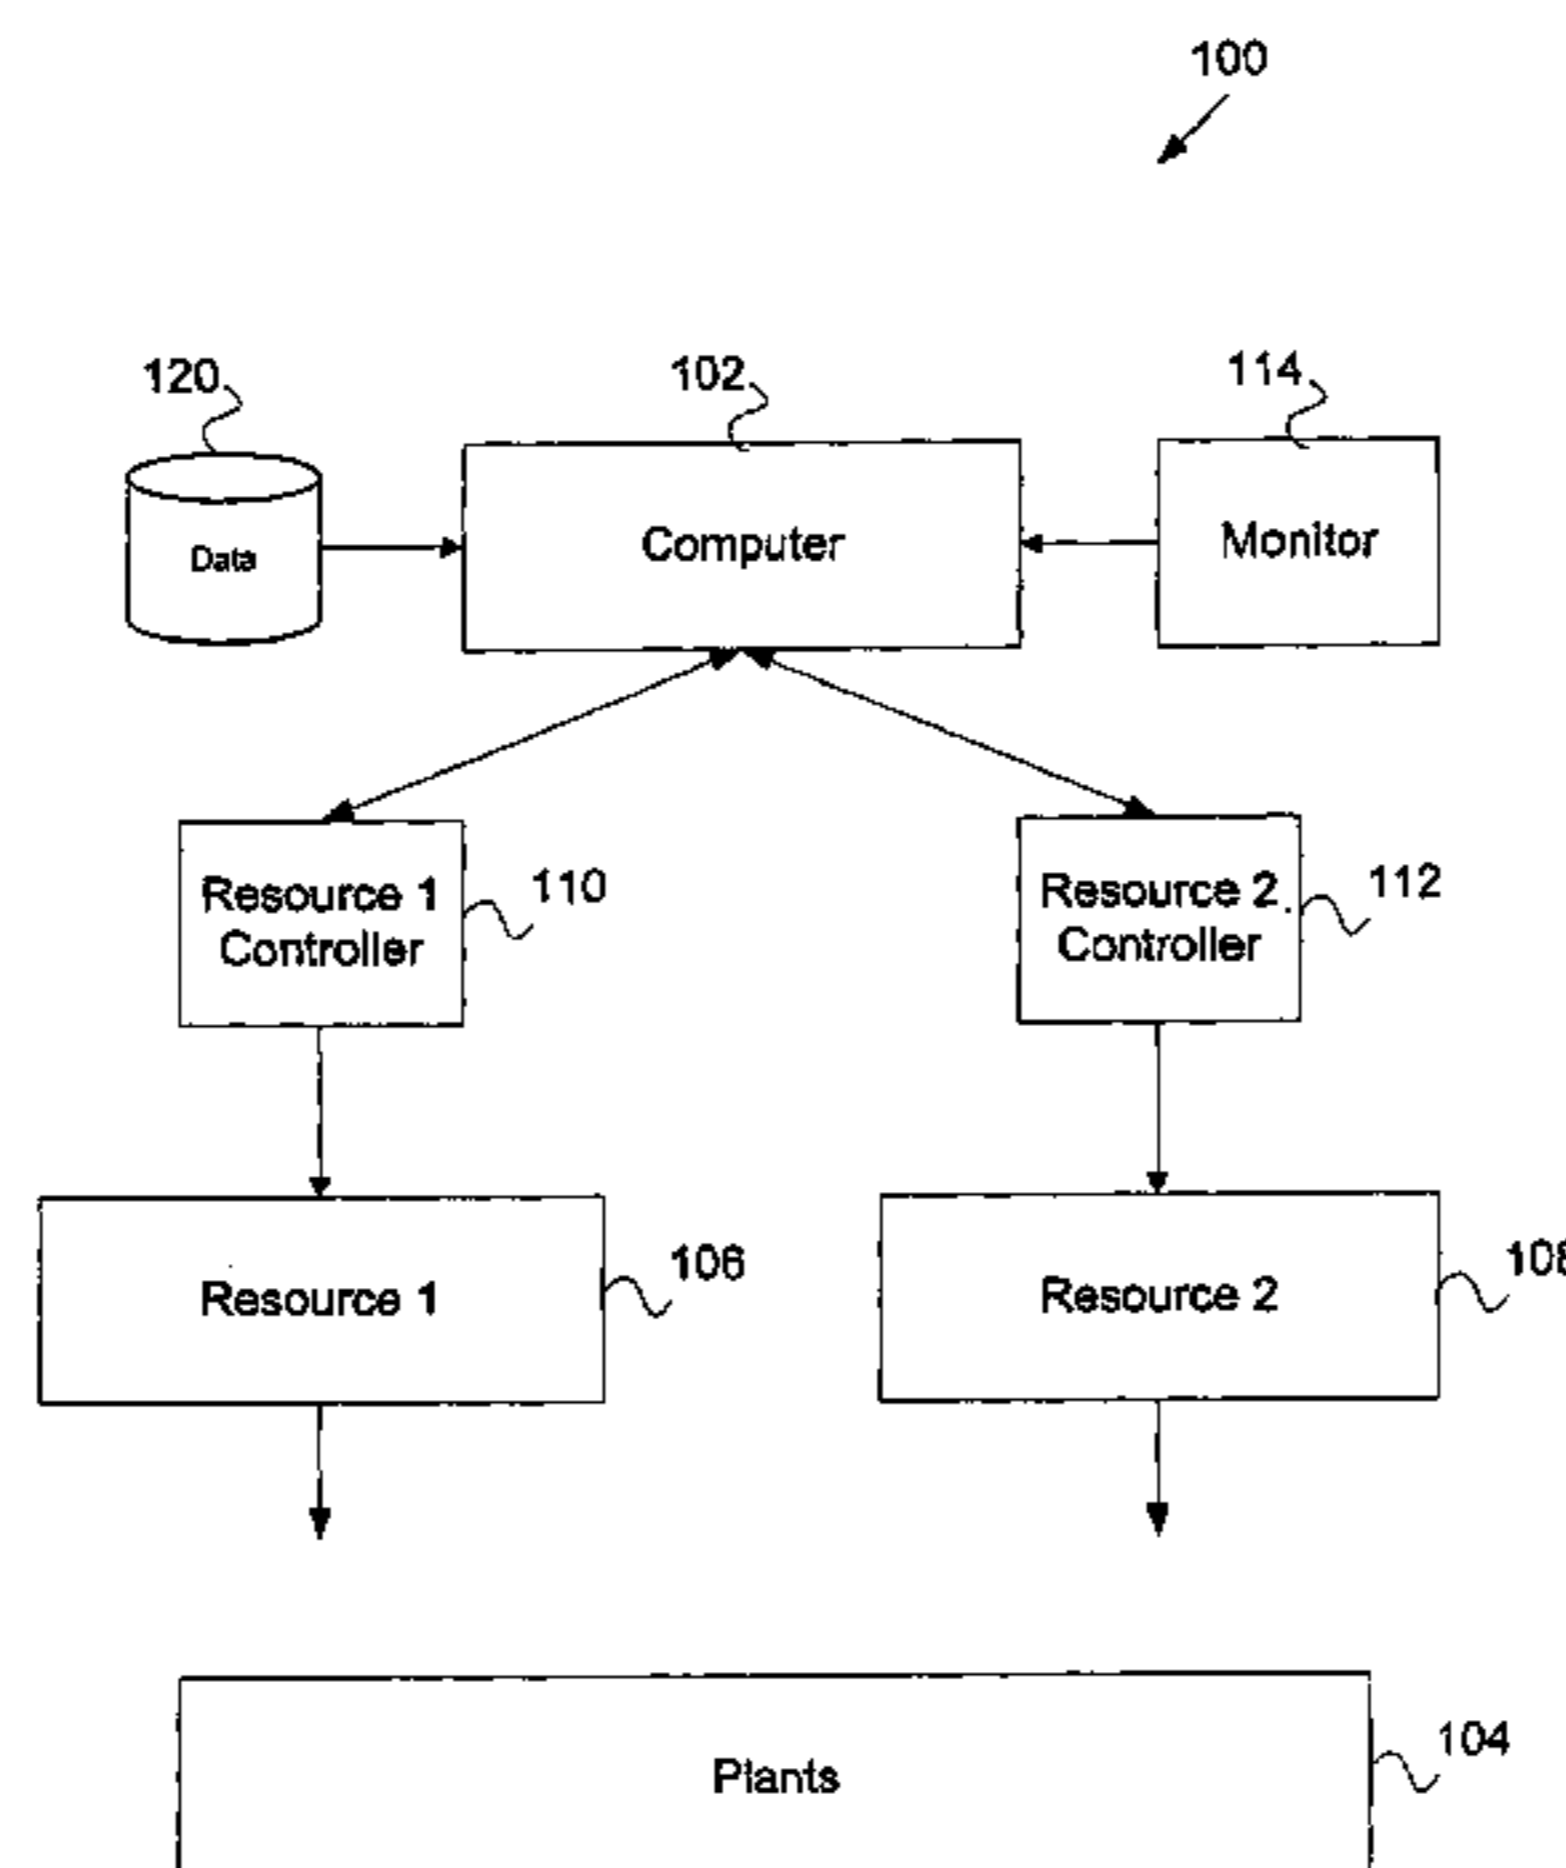 100
120
102
114
Data
Computer
Monitor
Resource 1
Controller
110
Resource 2
Controller
112
Resource 1
106
Resource 2
108
Plants
104